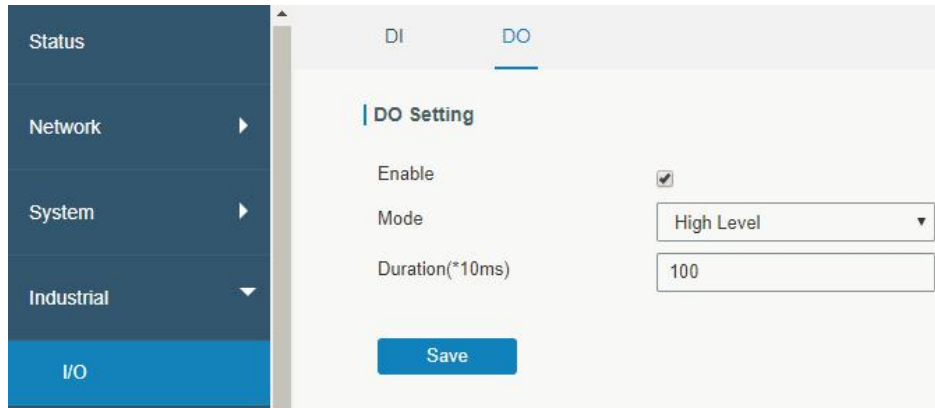 Status
Network
System
Industrial
I/O
DI DO
DO Setting
Enable
Mode High Level
Duration(*10ms) 100
Save